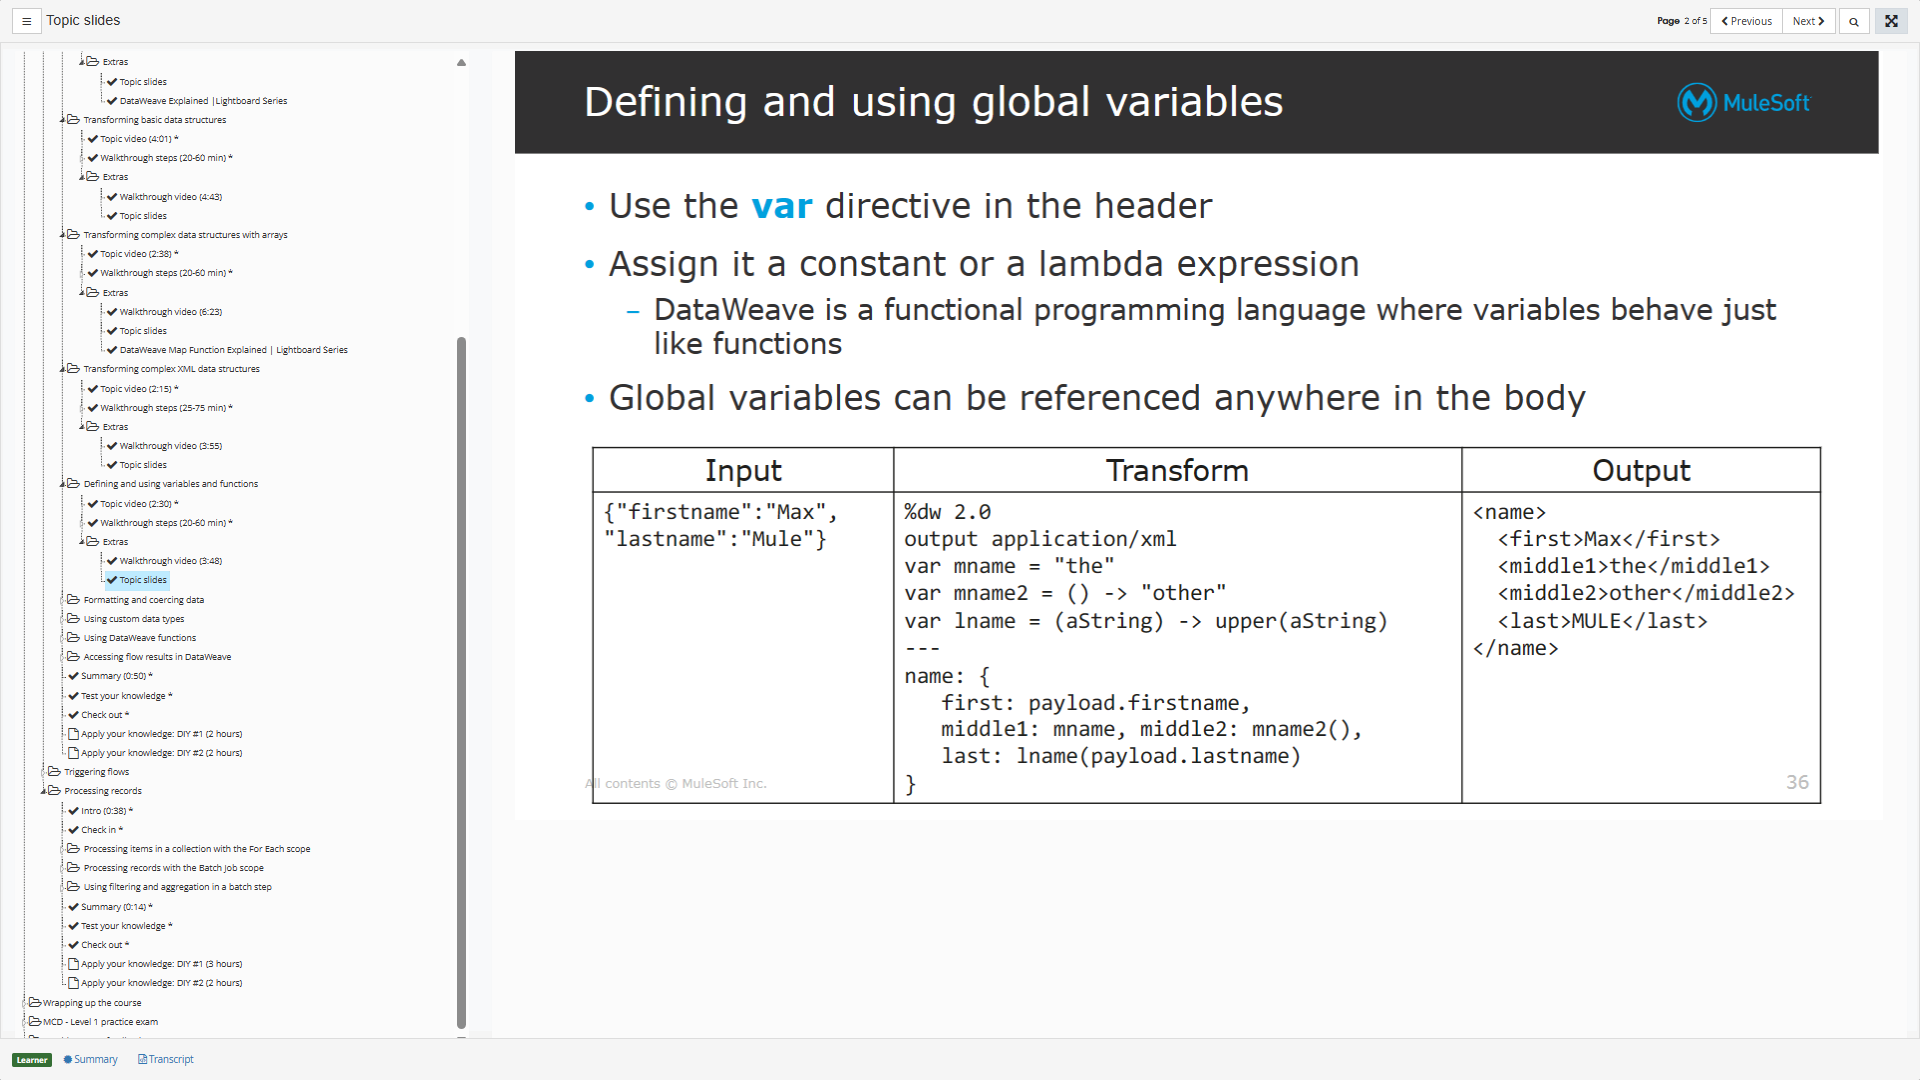 Topic slides
Page 2 of 5
Previous
Next
Extras
Topic slides
DataWeave Explained |Lightboard Series
Transforming basic data structures
Topic video (4:01) *
Walkthrough steps (20-60 min) *
Extras
Walkthrough video (4:43)
Topic slides
Transforming complex data structures with arrays
Topic video (2:38) *
Walkthrough steps (20-60 min) *
Extras
Walkthrough video (6:23)
Topic slides
DataWeave Map Function Explained | Lightboard Series
Transforming complex XML data structures
Topic video (2:15) *
Walkthrough steps (25-75 min) *
Extras
Walkthrough video (3:55)
Topic slides
Defining and using variables and functions
Topic video (2:30) *
Walkthrough steps (20-60 min) *
Extras
Walkthrough video (3:48)
Topic slides
Formatting and coercing data
Using custom data types
Using DataWeave functions
Accessing flow results in DataWeave
Summary (0:50) *
Test your knowledge *
Check out *
Apply your knowledge: DIY #1 (2 hours)
Apply your knowledge: DIY #2 (2 hours)
Triggering flows
Processing records
Intro (0:38) *
Check in *
Processing items in a collection with the For Each scope
Processing records with the Batch Job scope
Using filtering and aggregation in a batch step
Summary (0:14) *
Test your knowledge *
Check out *
Apply your knowledge: DIY #1 (3 hours)
Apply your knowledge: DIY #2 (2 hours)
Wrapping up the course
MCD - Level 1 practice exam
Defining and using global variables
MuleSoft
• Use the var directive in the header
• Assign it a constant or a lambda expression
– DataWeave is a functional programming language where variables behave just
like functions
• Global variables can be referenced anywhere in the body
Input
{"firstname":"Max",
"lastname":"Mule"}
Transform
%dw 2.0
output application/xml
var mname = "the"
var mname2 = () -> "other"
var lname = (aString) -> upper(aString)
---
name: {
first: payload.firstname,
middle1: mname, middle2: mname2(),
last: lname(payload.lastname)
}
Output
<name>
<first>Max</first>
<middle1>the</middle1>
<middle2>other</middle2>
<last>MULE</last>
</name>
All contents © MuleSoft Inc.
36
Learner
Summary
Transcript